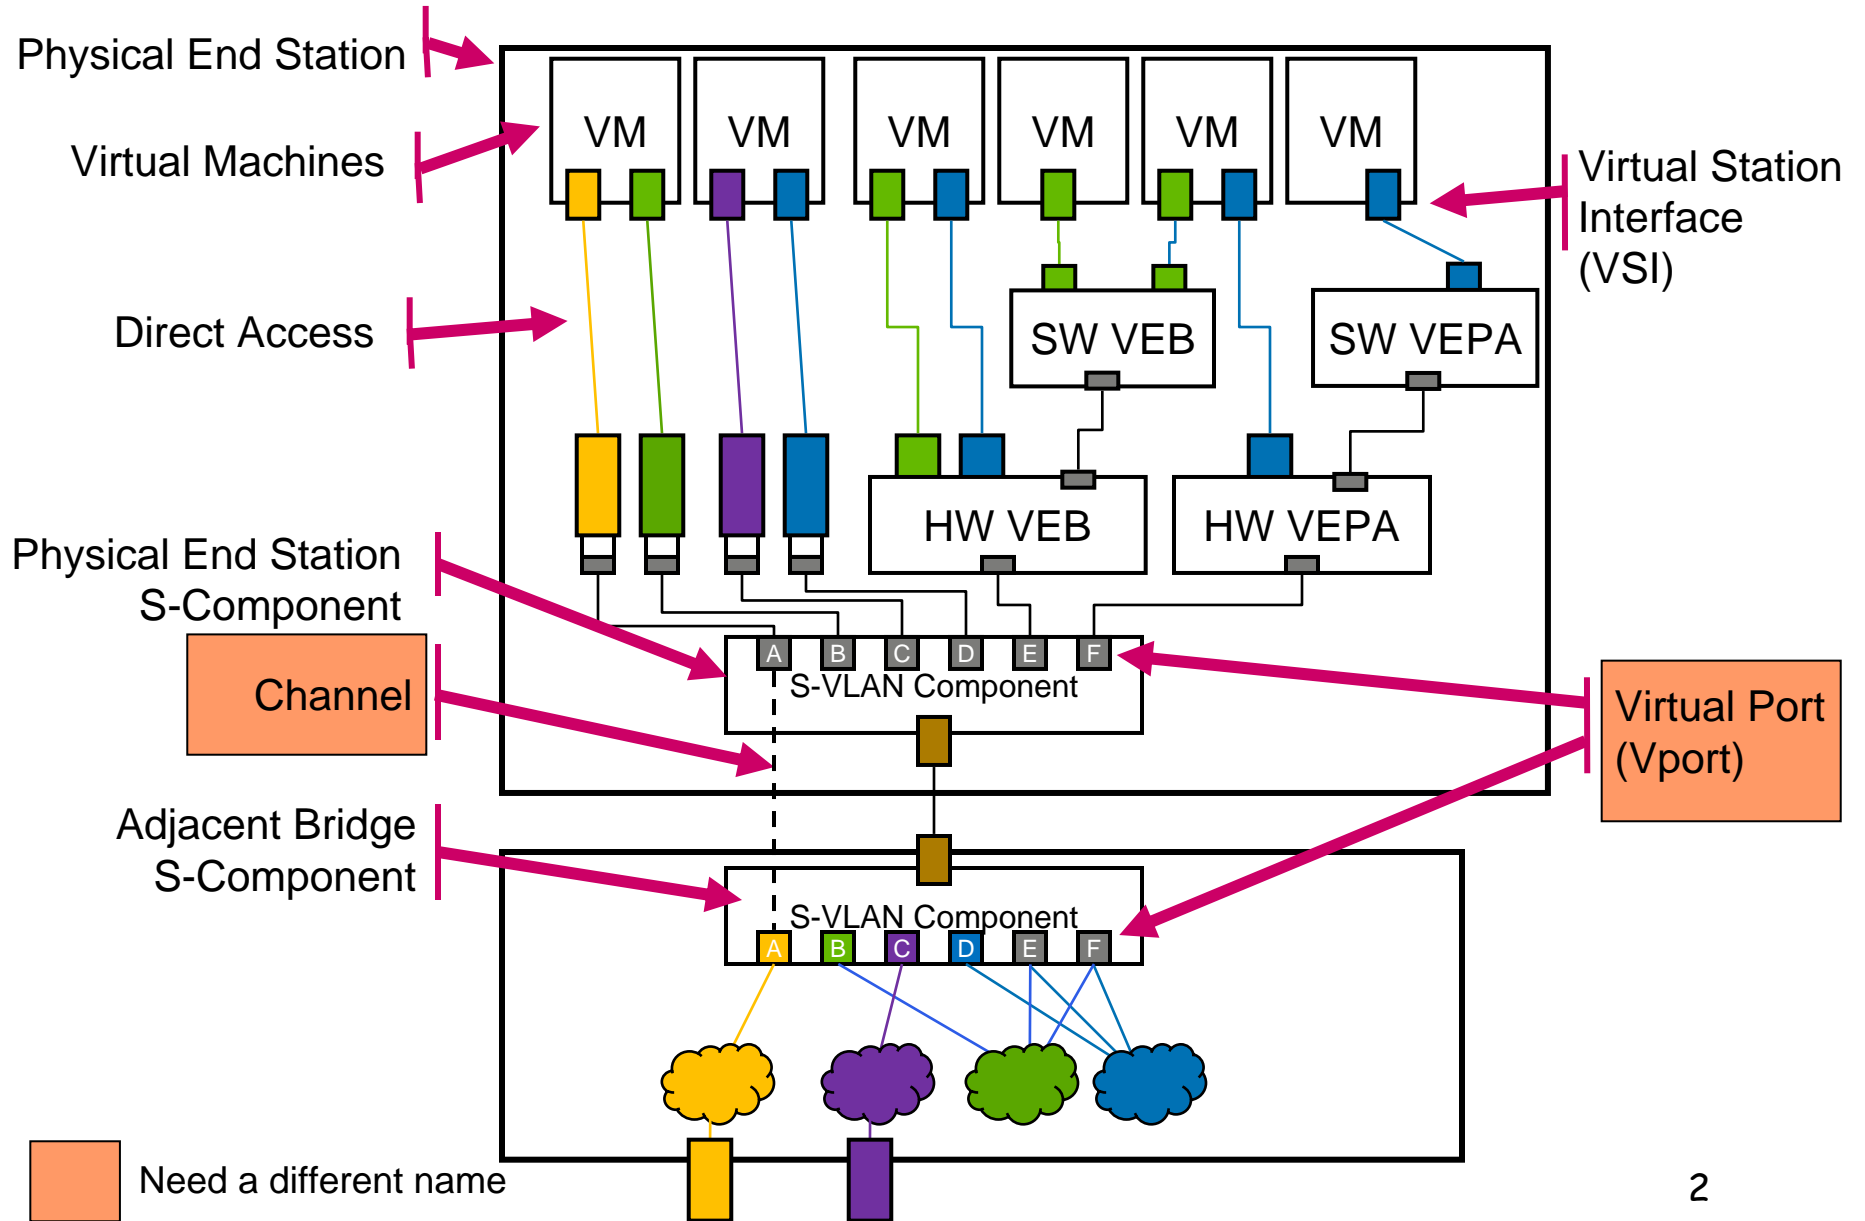 Physical End Station
Virtual Machines
Direct Access
Physical End Station
S-Component
Channel
Adjacent Bridge
S-Component
VM
VM
VM
VM
VM
VM
Virtual Station
Interface
(VSI)
SW VEB
SW VEPA
HW VEB
HW VEPA
A
B
C
D
E
F
S-VLAN Component
Virtual Port
(Vport)
S-VLAN Component
A
B
C
D
E
F
Need a different name
2